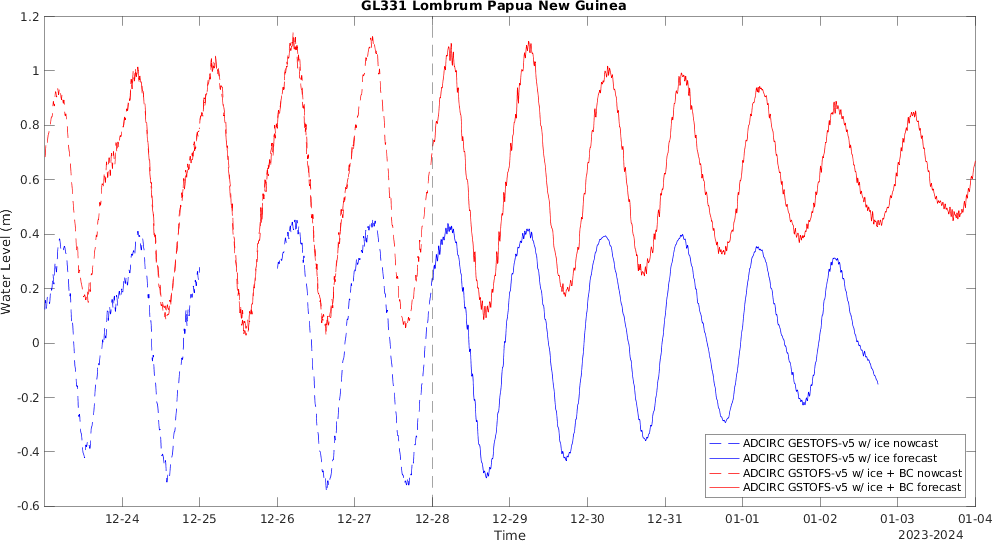 GL331 Lombrum Papua New Guinea
1.2
1
0.8
0.6
0.4
0.2
0
-0.2
-0.4
-0.6
Water Level (m)
12-24 12-25 12-26 12-27 12-28 12-29 12-30 12-31 01-01 01-02 01-03 01-04
Time
2023-2024
ADCIRC GESTOFS-v5 w/ ice nowcast
ADCIRC GESTOFS-v5 w/ ice forecast
ADCIRC GSTOFS-v5 w/ ice + BC nowcast
ADCIRC GSTOFS-v5 w/ ice + BC forecast